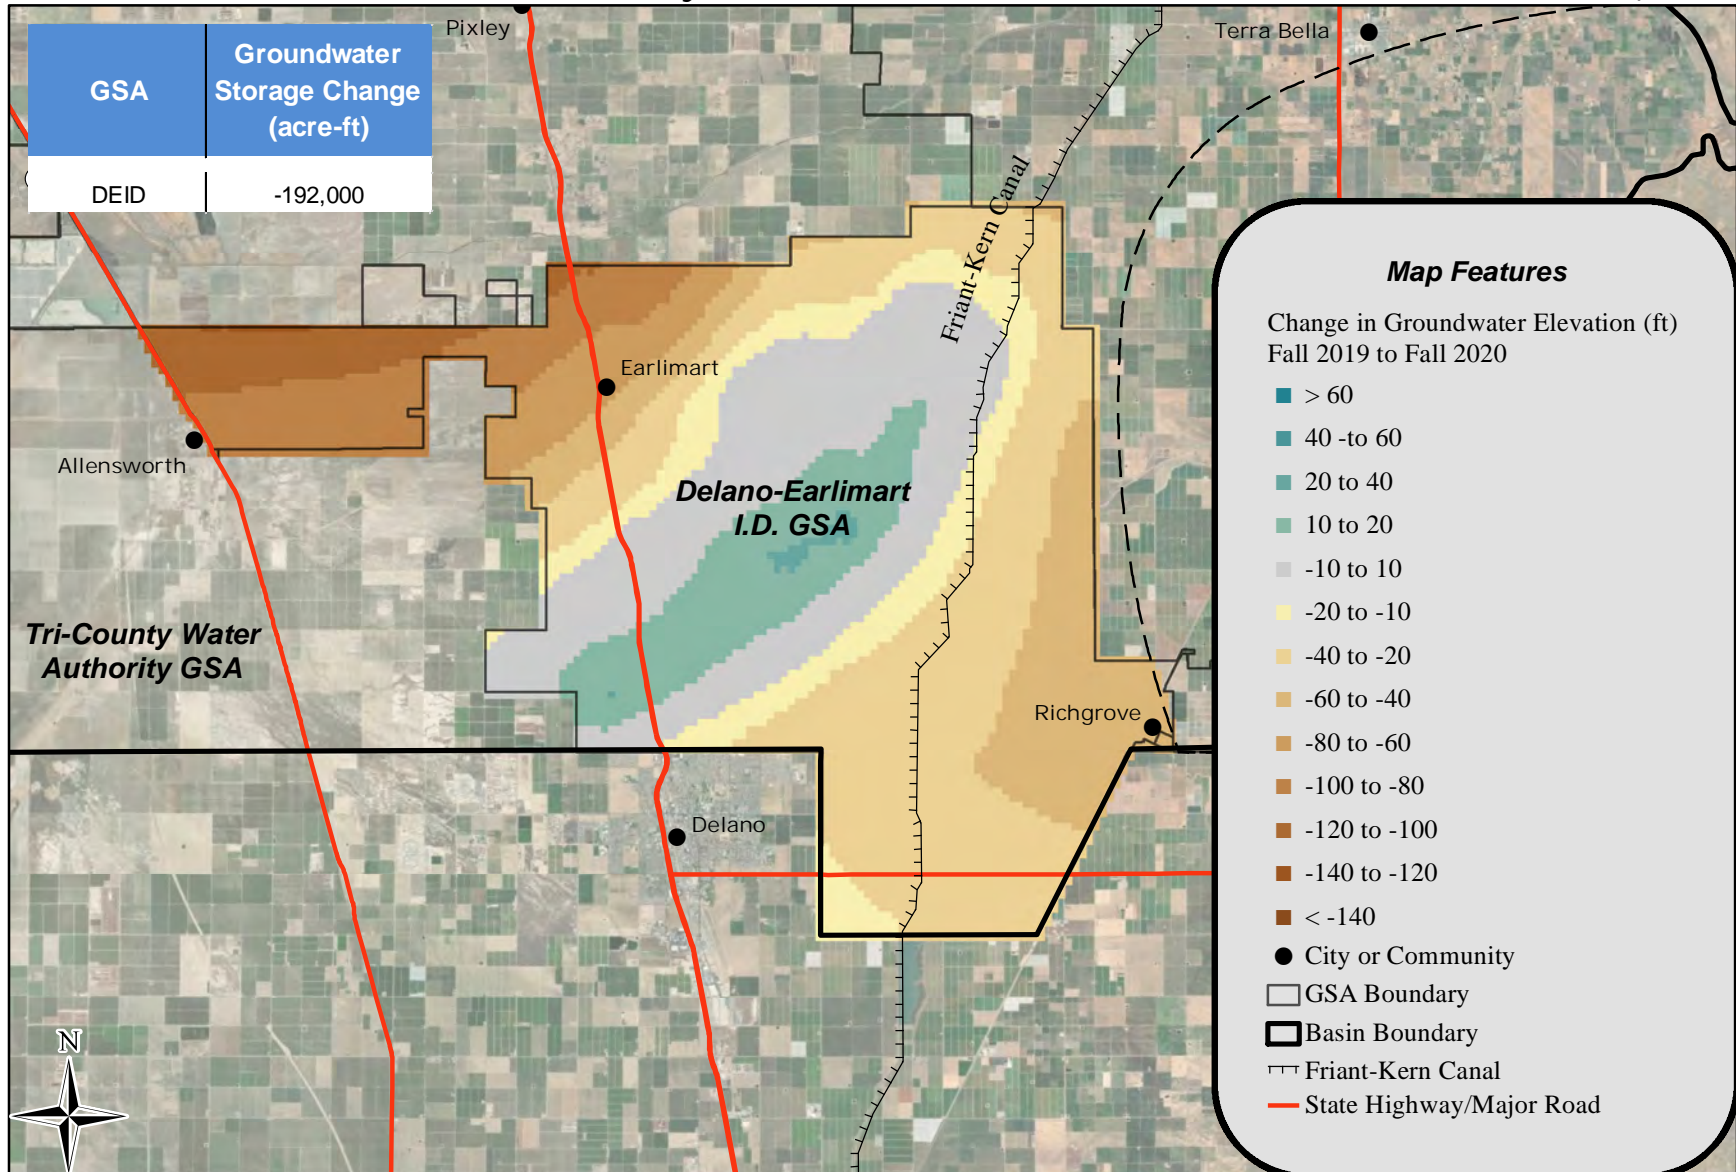 Pixley
Terra Bella
GSA
Groundwater
Storage Change
(acre-ft)
DEID
-192,000
Friant-Kern Canal
Earlimart
Allensworth
Delano-Earlimart
I.D. GSA
Tri-County Water
Authority GSA
Richgrove
Delano
N
Map Features
Change in Groundwater Elevation (ft)
Fall 2019 to Fall 2020
> 60
40 -to 60
20 to 40
10 to 20
-10 to 10
-20 to -10
-40 to -20
-60 to -40
-80 to -60
-100 to -80
-120 to -100
-140 to -120
< -140
City or Community
GSA Boundary
Basin Boundary
Friant-Kern Canal
State Highway/Major Road